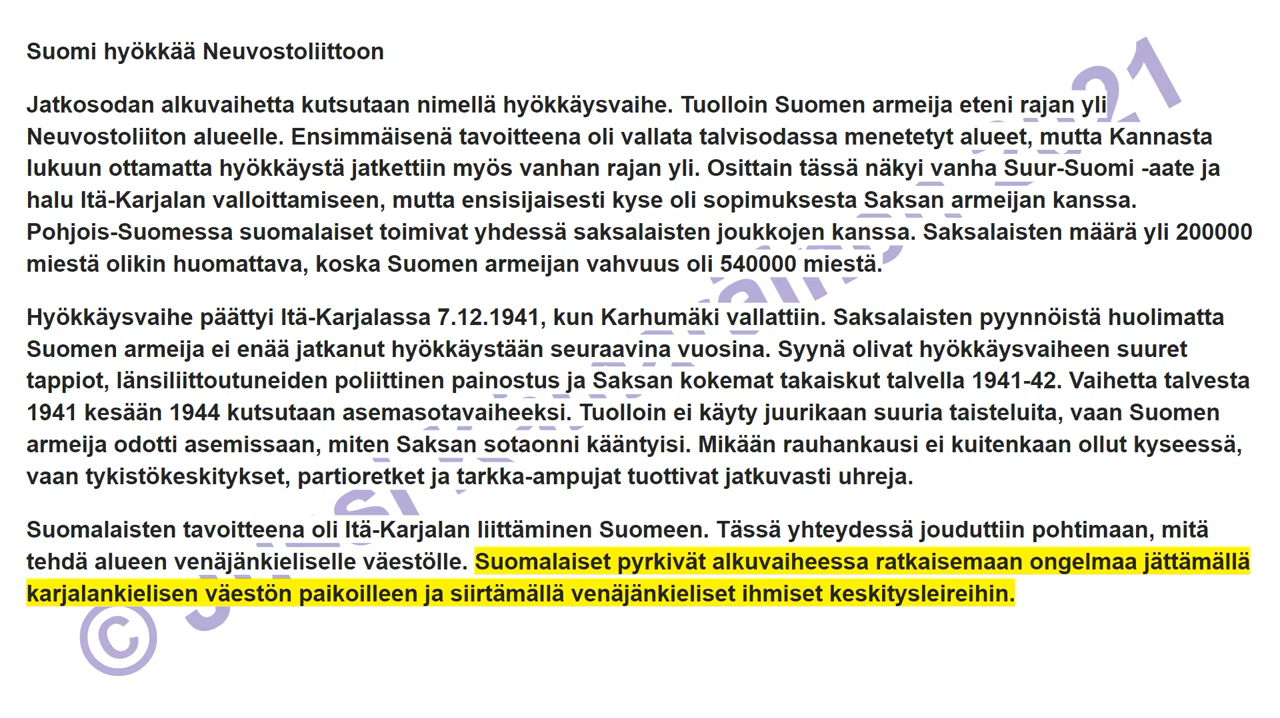 Suomi hyökkää Neuvostoliittoon
Jatkosodan alkuvaihetta kutsutaan nimellä hyökkäysvaihe. Tuolloin Suomen armeija eteni rajan yli
Neuvostoliiton alueelle. Ensimmäisenä tavoitteena oli vallata talvisodassa menetetyt alueet, mutta Kannasta
lukuun ottamatta hyökkäystä jatkettiin myös vanhan rajan yli. Osittain tässä näkyi vanha Suur-Suomi -aate ja
halu Itä-Karjalan valloittamiseen, mutta ensisijaisesti kyse oli sopimuksesta Saksan armeijan kanssa.
Pohjois-Suomessa suomalaiset toimivat yhdessä saksalaisten joukkojen kanssa. Saksalaisten määrä yli 200000
miestä olikin huomattava, koska Suomen armeijan vahvuus oli 540000 miestä.
Hyökkäysvaihe päättyi Itä-Karjalassa 7.12.1941, kun Karhumäki vallattiin. Saksalaisten pyynnöistä huolimatta
Suomen armeija ei enää jatkanut hyökkäystään seuraavina vuosina. Syynä olivat hyökkäysvaiheen suuret
tappiot, länsiliittoutuneiden poliittinen painostus ja Saksan kokemat takaiskut talvella 1941-42. Vaihetta talvesta
1941 kesään 1944 kutsutaan asemasotavaiheeksi. Tuolloin ei käyty juurikaan suuria taisteluita, vaan Suomen
armeija odotti asemissaan, miten Saksan sotaonni kääntyisi. Mikään rauhankausi ei kuitenkaan ollut kyseessä,
vaan tykistökeskitykset, partioretket ja tarkka-ampujat tuottivat jatkuvasti uhreja.
Suomalaisten tavoitteena oli Itä-Karjalan liittäminen Suomeen. Tässä yhteydessä jouduttiin pohtimaan, mitä
tehdä alueen venäjänkieliselle väestölle. Suomalaiset pyrkivät alkuvaiheessa ratkaisemaan ongelmaa jättämällä
karjalankielisen väestön paikoilleen ja siirtämällä venäjänkieliset ihmiset keskitysleireihin.
©